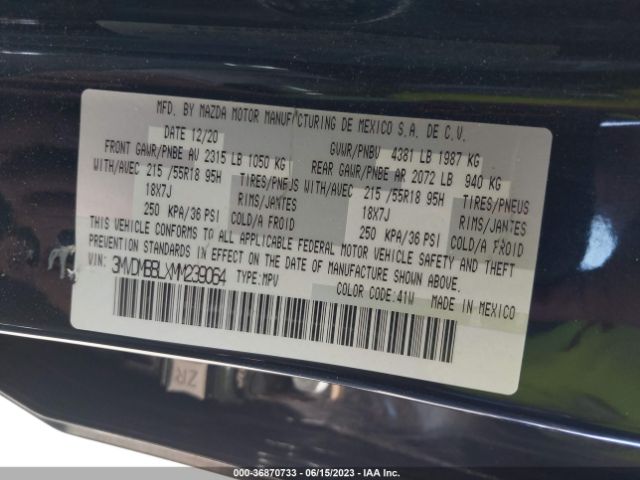 MFD. BY MAZDA MOTOR MANUFACTURING DE MEXICO S.A. DE C.V.
DATE 12/20 GVWR/PNBV 4381 LB 1987 KG
FRONT GAWR/PNBE AV 2315 LB 1050 KG REAR GAWR/PNBE AR 2072 LB 940 KG
WITH/AVEC 215 /55R18 95H TIRES/PNEUS WITH/AVEC 215 /55R18 95H TIRES/PNEUS
18X7J RIMS/JANTES 18X7J RIMS/JANTES
250 KPA/36 PSI COLD/A FROID 250 KPA/36 PSI COLD/A FROID
THIS VEHICLE CONFORMS TO ALL APPLICABLE FEDERAL MOTOR VEHICLE SAFETY AND THEFT
PREVENTION STANDARDS IN EFFECT ON THE DATE OF MANUFACTURE SHOWN ABOVE.
VIN: 3MVDMBBLXMM239064 TYPE:MPV
COLOR CODE:41W MADE IN MEXICO
ZR
000-36870733 - 06/15/2023 - IAAI.COM